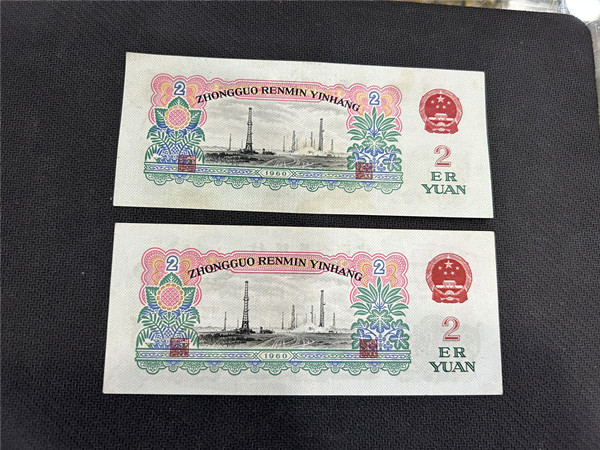 2 2
ZHONGGUO RENMIN YINHANG
1960
2
ER
YUAN
2 2
ZHONGGUO RENMIN YINHANG
1960
2
ER
YUAN